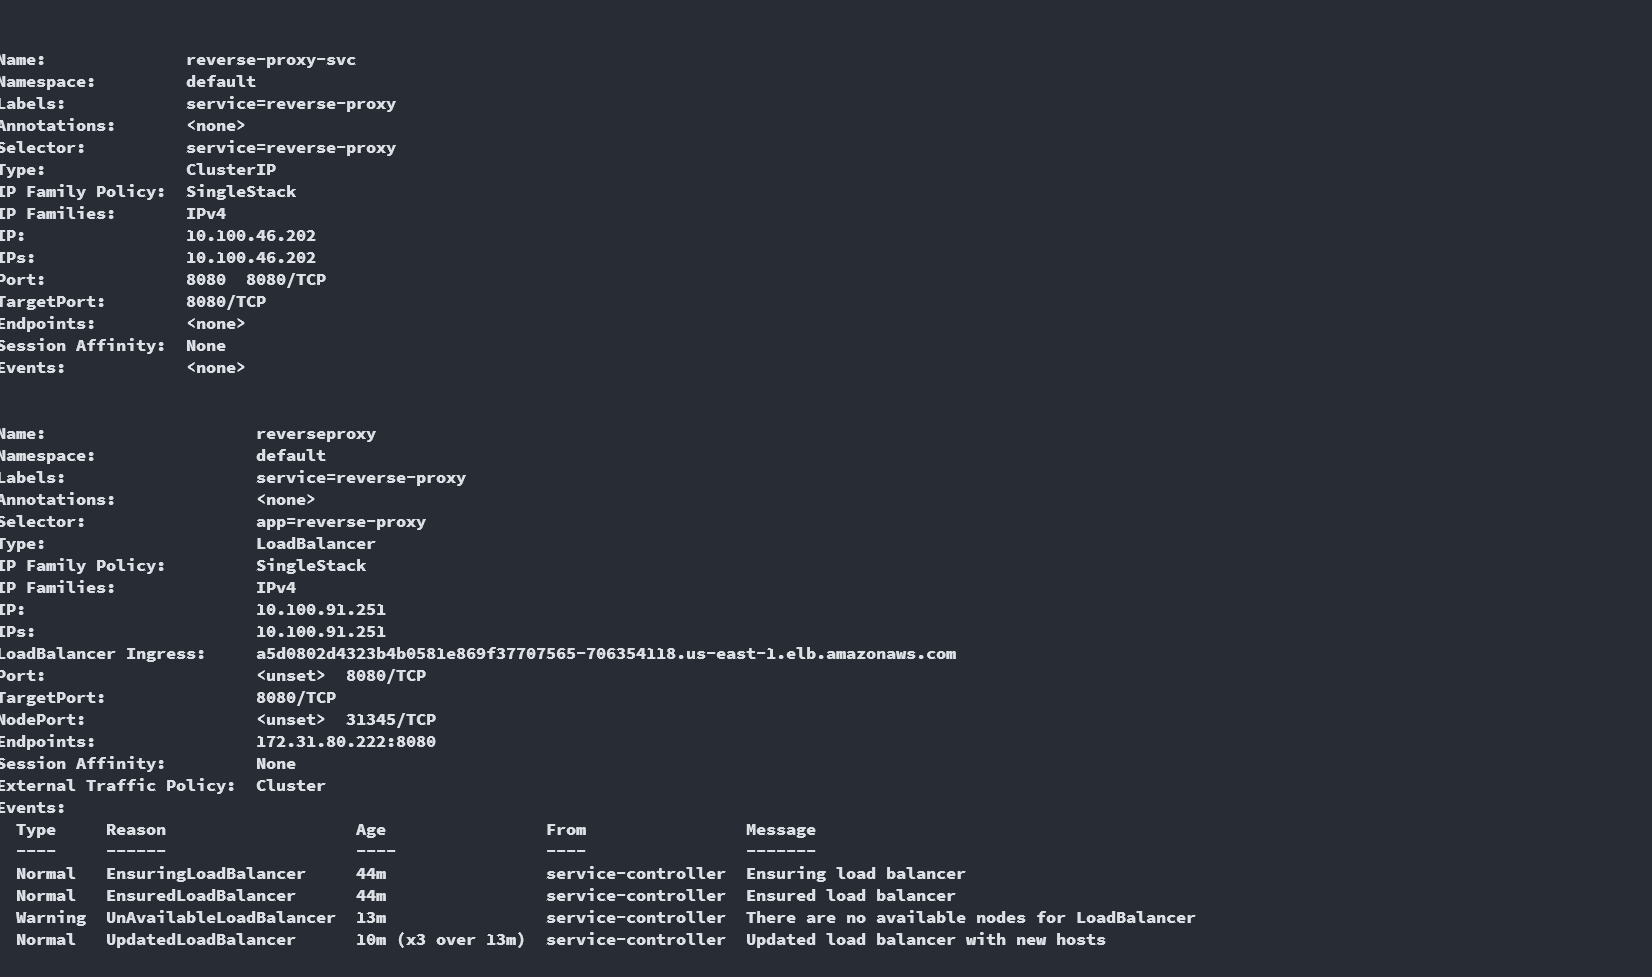 Name:              reverse-proxy-svc
Namespace:         default
Labels:            service=reverse-proxy
Annotations:       <none>
Selector:          service=reverse-proxy
Type:              ClusterIP
IP Family Policy:  SingleStack
IP Families:       IPv4
IP:                10.100.46.202
IPs:               10.100.46.202
Port:              8080  8080/TCP
TargetPort:        8080/TCP
Endpoints:         <none>
Session Affinity:  None
Events:            <none>

Name:                     reverseproxy
Namespace:                default
Labels:                   service=reverse-proxy
Annotations:              <none>
Selector:                 app=reverse-proxy
Type:                     LoadBalancer
IP Family Policy:         SingleStack
IP Families:              IPv4
IP:                       10.100.91.251
IPs:                      10.100.91.251
LoadBalancer Ingress:     a5d0802d4323b4b0581e869f37707565-706354118.us-east-1.elb.amazonaws.com
Port:                     <unset>  8080/TCP
TargetPort:               8080/TCP
NodePort:                 <unset>  31345/TCP
Endpoints:                172.31.80.222:8080
Session Affinity:         None
External Traffic Policy:  Cluster
Events:
  Type     Reason                   Age                From                Message
  ----     ------                   ----               ----                -------
  Normal   EnsuringLoadBalancer     44m                service-controller  Ensuring load balancer
  Normal   EnsuredLoadBalancer      44m                service-controller  Ensured load balancer
  Warning  UnAvailableLoadBalancer  13m                service-controller  There are no available nodes for LoadBalancer
  Normal   UpdatedLoadBalancer      10m (x3 over 13m)  service-controller  Updated load balancer with new hosts